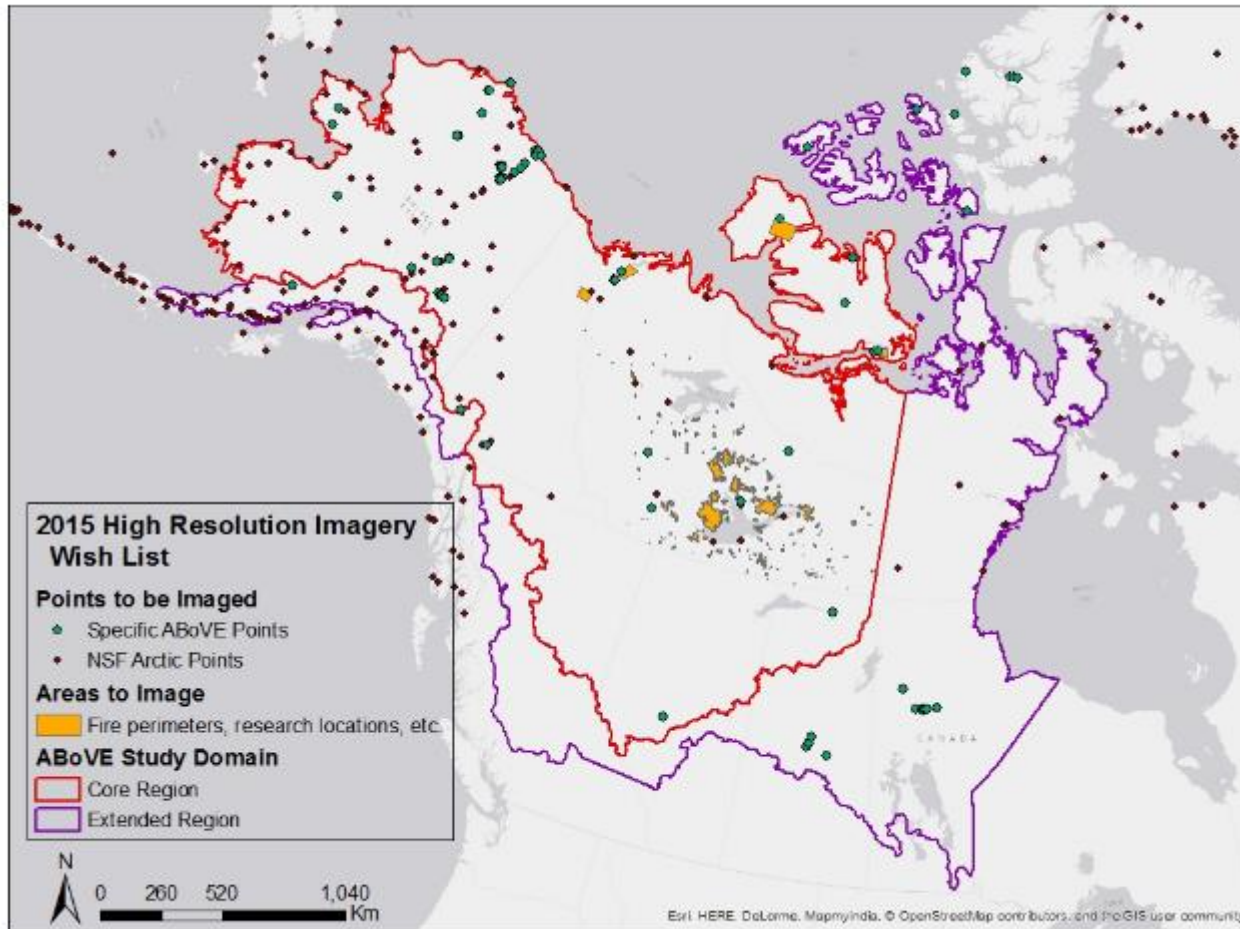 2015 High Resolution Imagery
Wish List
Points to be Imaged
Specific ABoVE Points
NSF Arctic Points
Areas to Image
Fire perimeters, research locations, etc.
ABoVE Study Domain
Core Region
Extended Region
N
0 260 520 1,040
Km
CANADA
Esri, HERE, DeLorme, MapmyIndia, © OpenStreetMap contributors, and the GIS user community